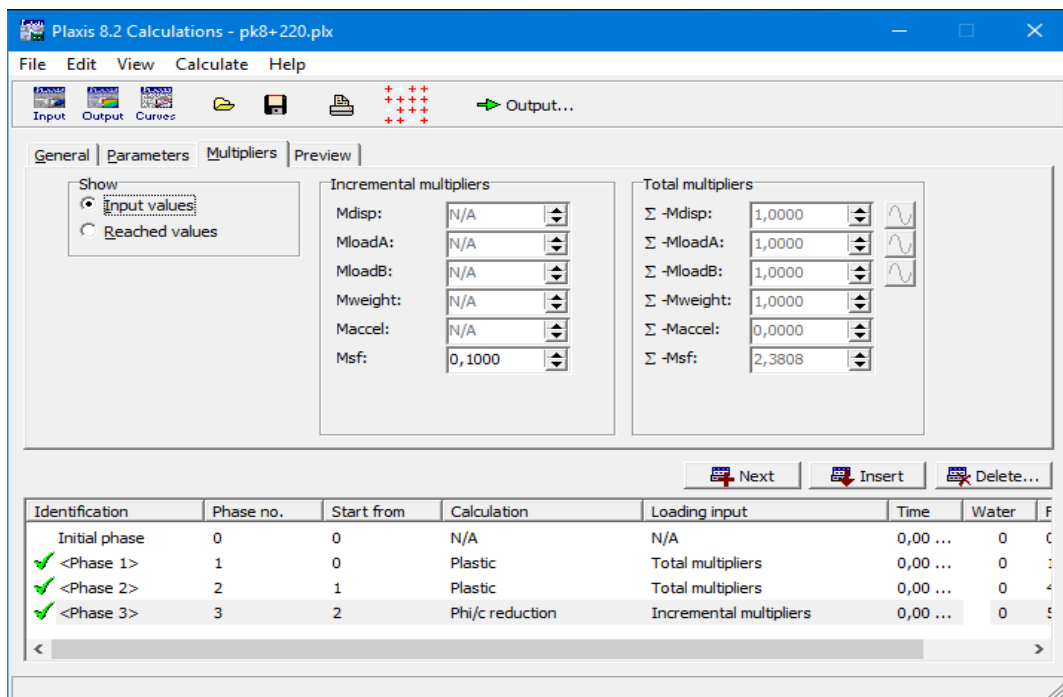 Plaxis 8.2 Calculations - pk8+220.plx
File Edit View Calculate Help
Input Output Curves Output...
General Parameters Multipliers Preview
Show
Input values
Reached values
Incremental multipliers
Mdisp: N/A
MloadA: N/A
MloadB: N/A
Mweight: N/A
Maccel: N/A
Msf: 0,1000
Total multipliers
Σ -Mdisp: 1,0000
Σ -MloadA: 1,0000
Σ -MloadB: 1,0000
Σ -Mweight: 1,0000
Σ -Maccel: 0,0000
Σ -Msf: 2,3808
Next Insert Delete...
Identification Phase no. Start from Calculation Loading input Time Water F
Initial phase 0 0 N/A N/A 0,00 ... 0
<Phase 1> 1 0 Plastic Total multipliers 0,00 ... 0
<Phase 2> 2 1 Plastic Total multipliers 0,00 ... 0
<Phase 3> 3 2 Phi/c reduction Incremental multipliers 0,00 ... 0